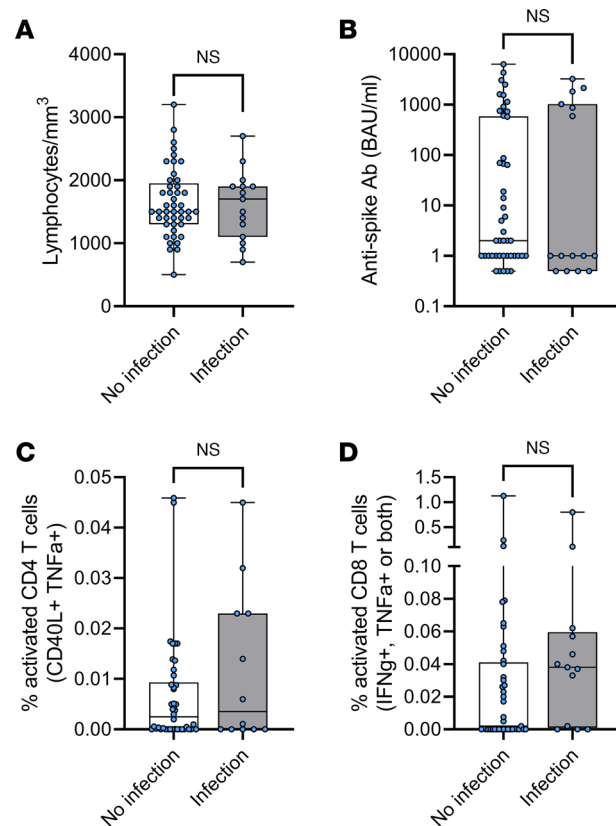 A
NS
Lymphocytes/mm³
4000
3000
2000
1000
0
No infection
Infection
B
NS
Anti-spike Ab (BAU/ml)
10000
1000
100
10
1
0.1
No infection
Infection
C
NS
% activated CD4 T cells
(CD40L+ TNFa+)
0.05
0.04
0.03
0.02
0.01
0.00
No infection
Infection
D
NS
% activated CD8 T cells
(IFNg+, TNFa+ or both)
1.5
1.0
0.5
0.10
0.08
0.06
0.04
0.02
0.00
No infection
Infection